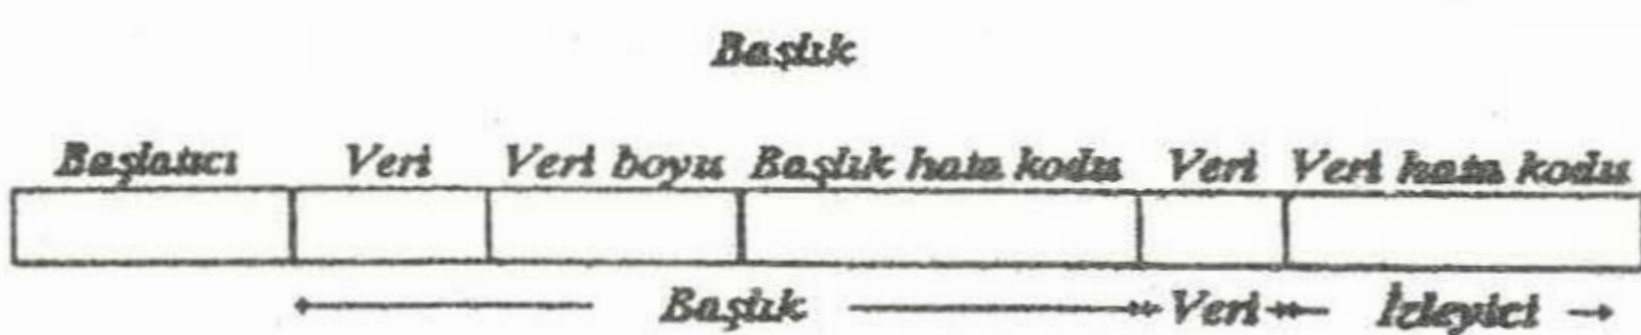 Başlık
Başlatıcı Veri Veri boyu Başlık hata kodu Veri Veri hata kodu
Başlık Veri İzleyici